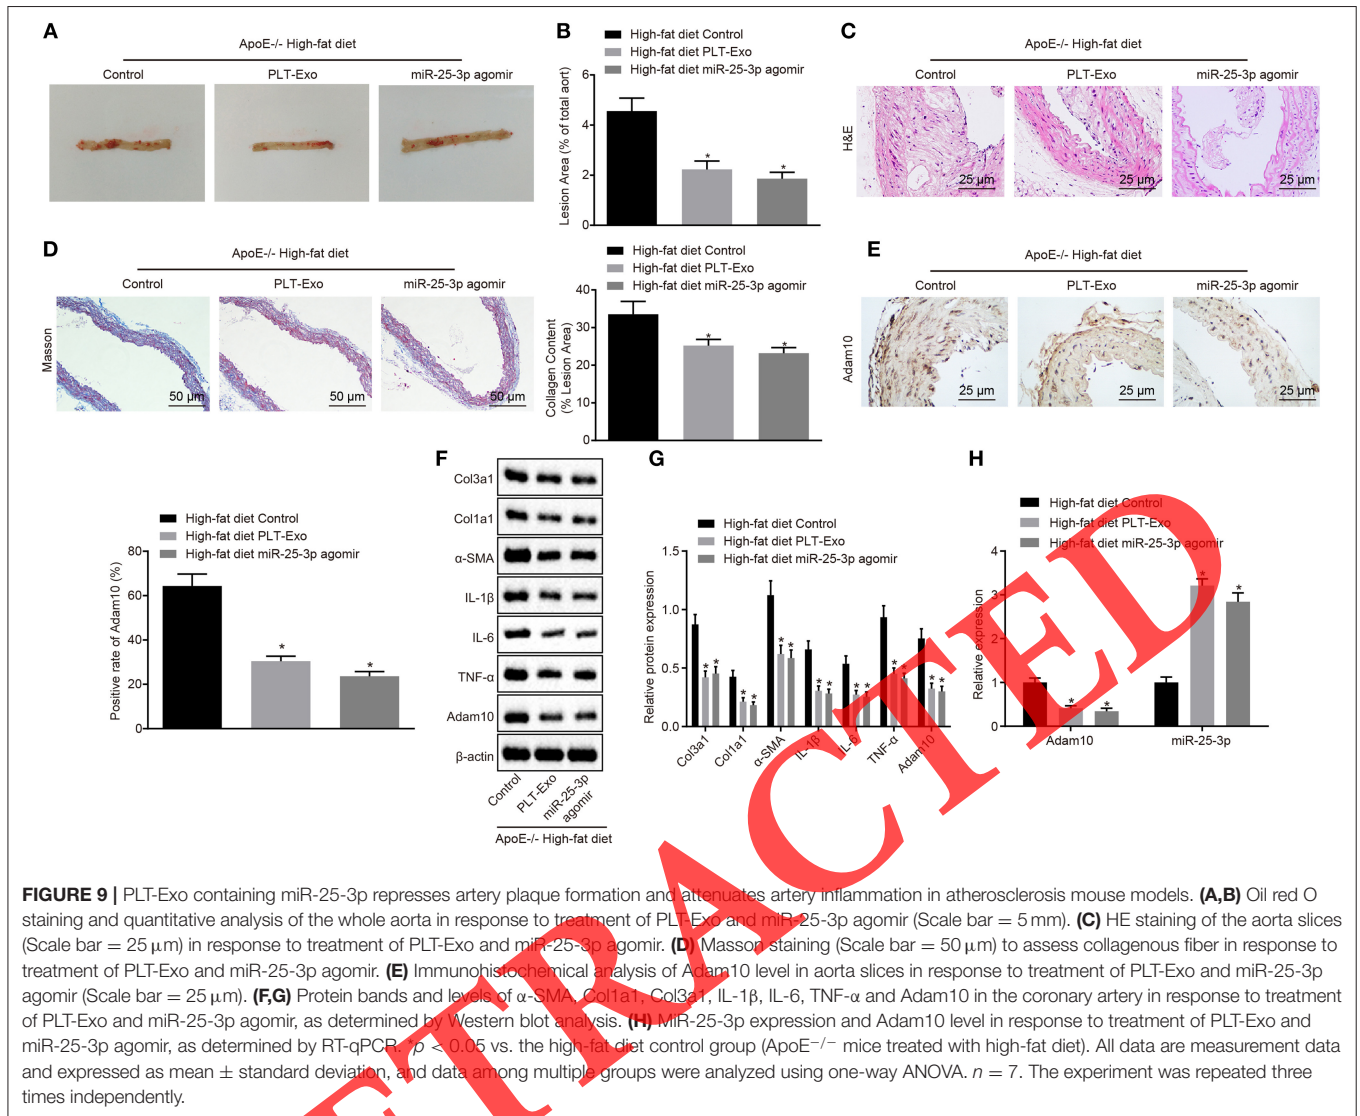 A
ApoE-/- High-fat diet
Control
PLT-Exo
miR-25-3p agomir
B
High-fat diet Control
High-fat diet PLT-Exo
High-fat diet miR-25-3p agomir
Lesion Area (% of total aort)
6
4
2
0
*
*
C
ApoE-/- High-fat diet
Control
PLT-Exo
miR-25-3p agomir
H&E
25 μm
25 μm
25 μm
D
ApoE-/- High-fat diet
Control
PLT-Exo
miR-25-3p agomir
Masson
50 μm
50 μm
50 μm
High-fat diet Control
High-fat diet PLT-Exo
High-fat diet miR-25-3p agomir
Collagen Content
(% Lesion Area)
40
30
20
10
0
*
*
E
ApoE-/- High-fat diet
Control
PLT-Exo
miR-25-3p agomir
Adam10
25 μm
25 μm
25 μm
High-fat diet Control
High-fat diet PLT-Exo
High-fat diet miR-25-3p agomir
Positive rate of Adam10 (%)
80
60
40
20
0
*
*
F
Col3a1
Col1a1
α-SMA
IL-1β
IL-6
TNF-α
Adam10
β-actin
Control
PLT-Exo
miR-25-3p
agomir
ApoE-/- High-fat diet
G
High-fat diet Control
High-fat diet PLT-Exo
High-fat diet miR-25-3p agomir
Relative protein expression
1.5
1.0
0.5
0.0
* * * * * * * * * * * * * *
Col3a1
Col1a1
α-SMA
IL-1β
IL-6
TNF-α
Adam10
H
High-fat diet Control
High-fat diet PLT-Exo
High-fat diet miR-25-3p agomir
Relative expression
4
3
2
1
0
* * * *
Adam10
miR-25-3p
FIGURE 9 | PLT-Exo containing miR-25-3p represses artery plaque formation and attenuates artery inflammation in atherosclerosis mouse models. (A,B) Oil red O
staining and quantitative analysis of the whole aorta in response to treatment of PLT-Exo and miR-25-3p agomir (Scale bar = 5 mm). (C) HE staining of the aorta slices
(Scale bar = 25 μm) in response to treatment of PLT-Exo and miR-25-3p agomir. (D) Masson staining (Scale bar = 50 μm) to assess collagenous fiber in response to
treatment of PLT-Exo and miR-25-3p agomir. (E) Immunohistochemical analysis of Adam10 level in aorta slices in response to treatment of PLT-Exo and miR-25-3p
agomir (Scale bar = 25 μm). (F,G) Protein bands and levels of α-SMA, Col1a1, Col3a1, IL-1β, IL-6, TNF-α and Adam10 in the coronary artery in response to treatment
of PLT-Exo and miR-25-3p agomir, as determined by Western blot analysis. (H) MiR-25-3p expression and Adam10 level in response to treatment of PLT-Exo and
miR-25-3p agomir, as determined by RT-qPCR. *p < 0.05 vs. the high-fat diet control group (ApoE−/− mice treated with high-fat diet). All data are measurement data
and expressed as mean ± standard deviation, and data among multiple groups were analyzed using one-way ANOVA. n = 7. The experiment was repeated three
times independently.
ETRACTED